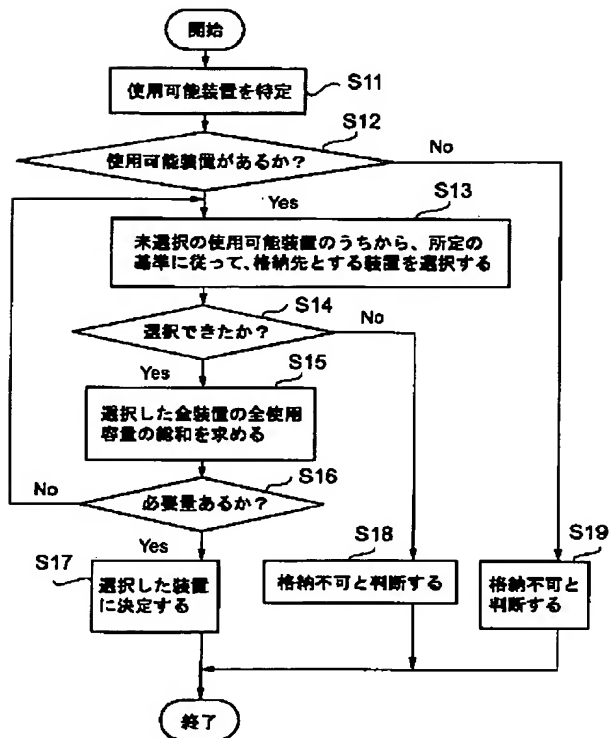 開始
S11
使用可能装置を特定
S12
使用可能装置があるか？
No
Yes
S13
未選択の使用可能装置のうちから、所定の
基準に従って、格納先とする装置を選択する
S14
選択できたか？
No
Yes
S15
選択した全装置の全使用
容量の総和を求める
S16
No
必要量あるか？
Yes
S17
選択した装置
に決定する
S18
格納不可と判断する
S19
格納不可と
判断する
終了